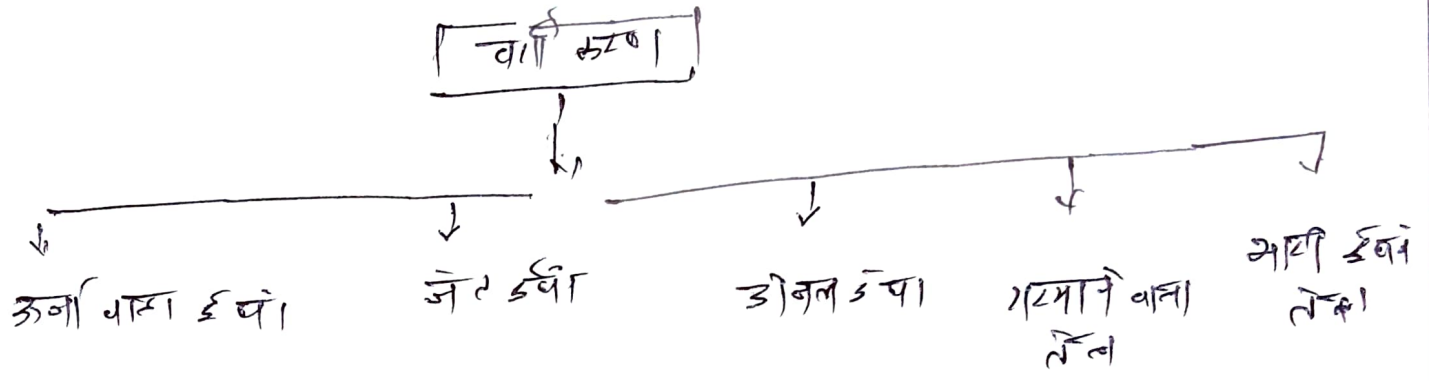 वर्गीकरण
ऊर्जा वाला ईंधन
जेट ईंधन
डीजल ईंधन
गरमाने वाला
तेल
भारी ईंधन
तेल